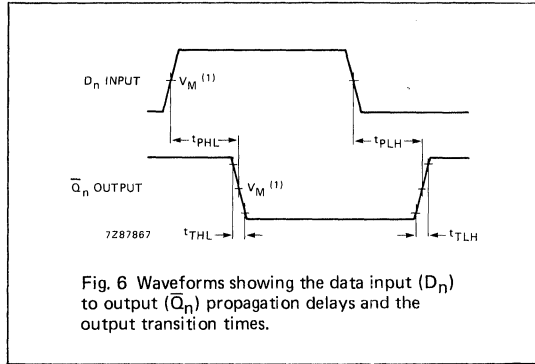 Dn INPUT
VM (1)
tPHL
tPLH
Q̅n OUTPUT
VM (1)
7Z87867
tTHL
tTLH
Fig. 6 Waveforms showing the data input (Dn)
to output (Q̅n) propagation delays and the
output transition times.